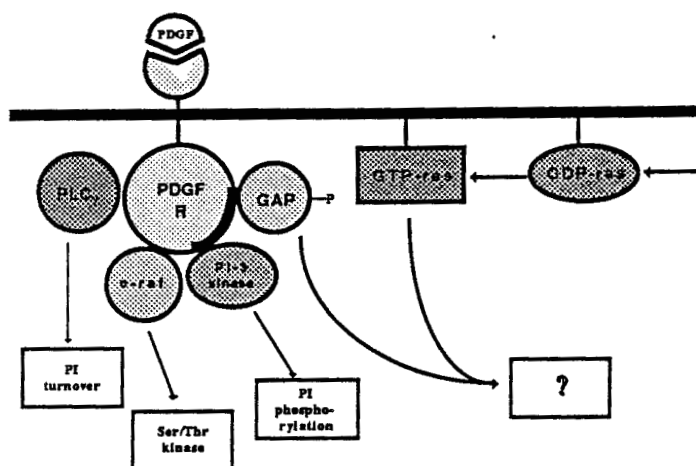 PDGF
PLCγ
PDGF
R
GAP
P
GTP-ras
GDP-ras
c-raf
PI-3
kinase
PI
turnover
Ser/Thr
kinase
PI
phospho-
rylation
?